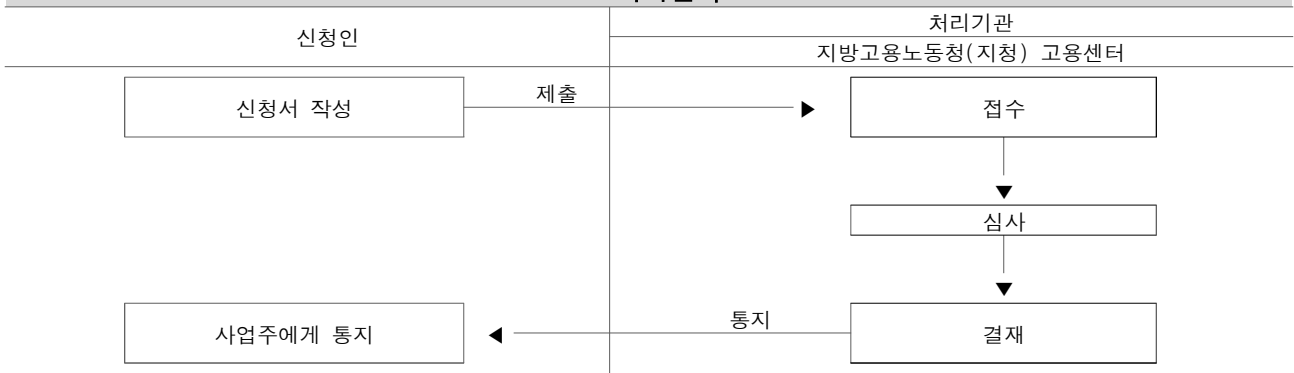 신청인
처리기관
지방고용노동청(지청) 고용센터
신청서 작성
제출
▶
접수
▼
심사
▼
사업주에게 통지
◀
통지
결재